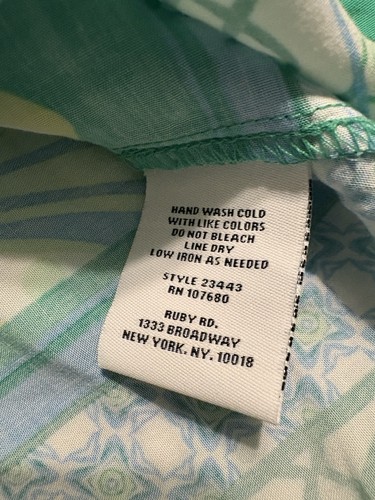 HAND WASH COLD
WITH LIKE COLORS
DO NOT BLEACH
LINE DRY
LOW IRON AS NEEDED
STYLE 23443
RN 107680
RUBY RD.
1333 BROADWAY
NEW YORK. NY. 10018